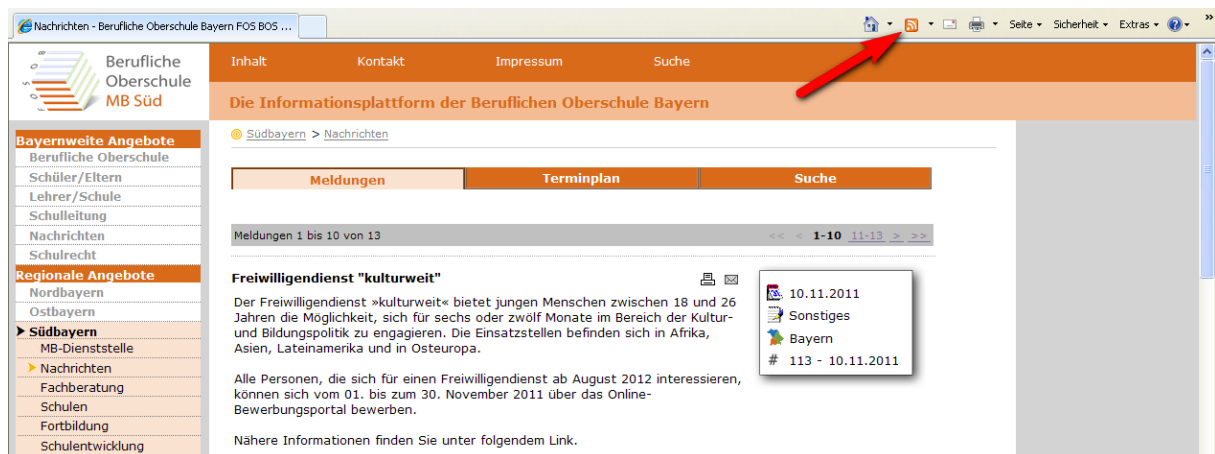 Nachrichten - Berufliche Oberschule Bayern FOS BOS ...
Seite
Sicherheit
Extras
»
Berufliche
Oberschule
MB Süd
Inhalt
Kontakt
Impressum
Suche
Die Informationsplattform der Beruflichen Oberschule Bayern
Bayernweite Angebote
Berufliche Oberschule
Schüler/Eltern
Lehrer/Schule
Schulleitung
Nachrichten
Schulrecht
Regionale Angebote
Nordbayern
Ostbayern
Südbayern
MB-Dienststelle
Nachrichten
Fachberatung
Schulen
Fortbildung
Schulentwicklung
Südbayern > Nachrichten
Meldungen
Terminplan
Suche
Meldungen 1 bis 10 von 13
<< < 1-10 11-13 > >>
Freiwilligendienst "kulturweit"
Der Freiwilligendienst »kulturweit« bietet jungen Menschen zwischen 18 und 26
Jahren die Möglichkeit, sich für sechs oder zwölf Monate im Bereich der Kultur-
und Bildungspolitik zu engagieren. Die Einsatzstellen befinden sich in Afrika,
Asien, Lateinamerika und in Osteuropa.
Alle Personen, die sich für einen Freiwilligendienst ab August 2012 interessieren,
können sich vom 01. bis zum 30. November 2011 über das Online-
Bewerbungsportal bewerben.
Nähere Informationen finden Sie unter folgendem Link.
10.11.2011
Sonstiges
Bayern
# 113 - 10.11.2011